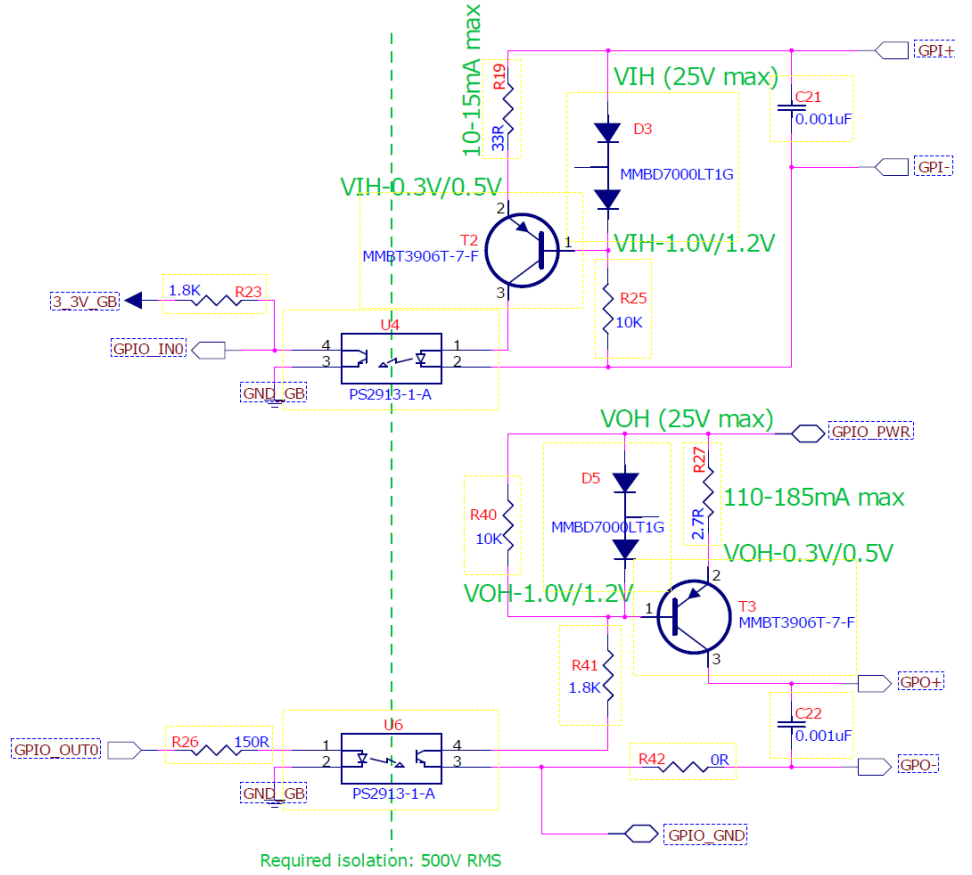 GPI+
10-15mA max
R19
33R
VIH (25V max)
C21
0.001uF
D3
MMBD7000LT1G
GPI-
VIH-0.3V/0.5V
2
T2
MMBT3906T-7-F
1
3
VIH-1.0V/1.2V
R25
10K
1.8K
R23
3_3V_GB
GPIO_IN0
U4
4
3
1
2
PS2913-1-A
GND_GB
VOH (25V max)
GPIO_PWR
R27
2.7R
D5
MMBD7000LT1G
110-185mA max
R40
10K
VOH-0.3V/0.5V
VOH-1.0V/1.2V
2
1
3
T3
MMBT3906T-7-F
R41
1.8K
GPO+
C22
0.001uF
U6
GPIO_OUT0
R26
150R
1
2
4
3
R42
0R
GPO-
PS2913-1-A
GND_GB
GPIO_GND
Required isolation: 500V RMS